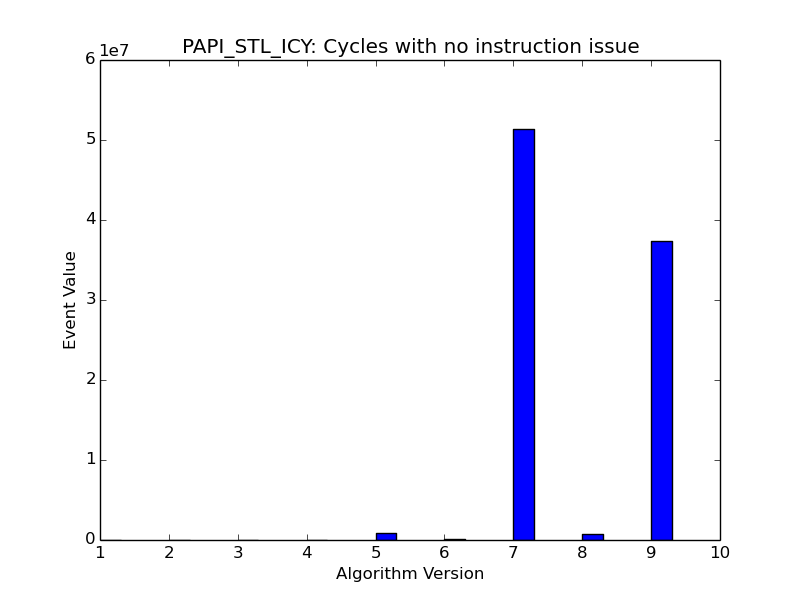 PAPI_STL_ICY: Cycles with no instruction issue
1e7
6
5
4
3
2
1
0
Event Value
1 2 3 4 5 6 7 8 9 10
Algorithm Version